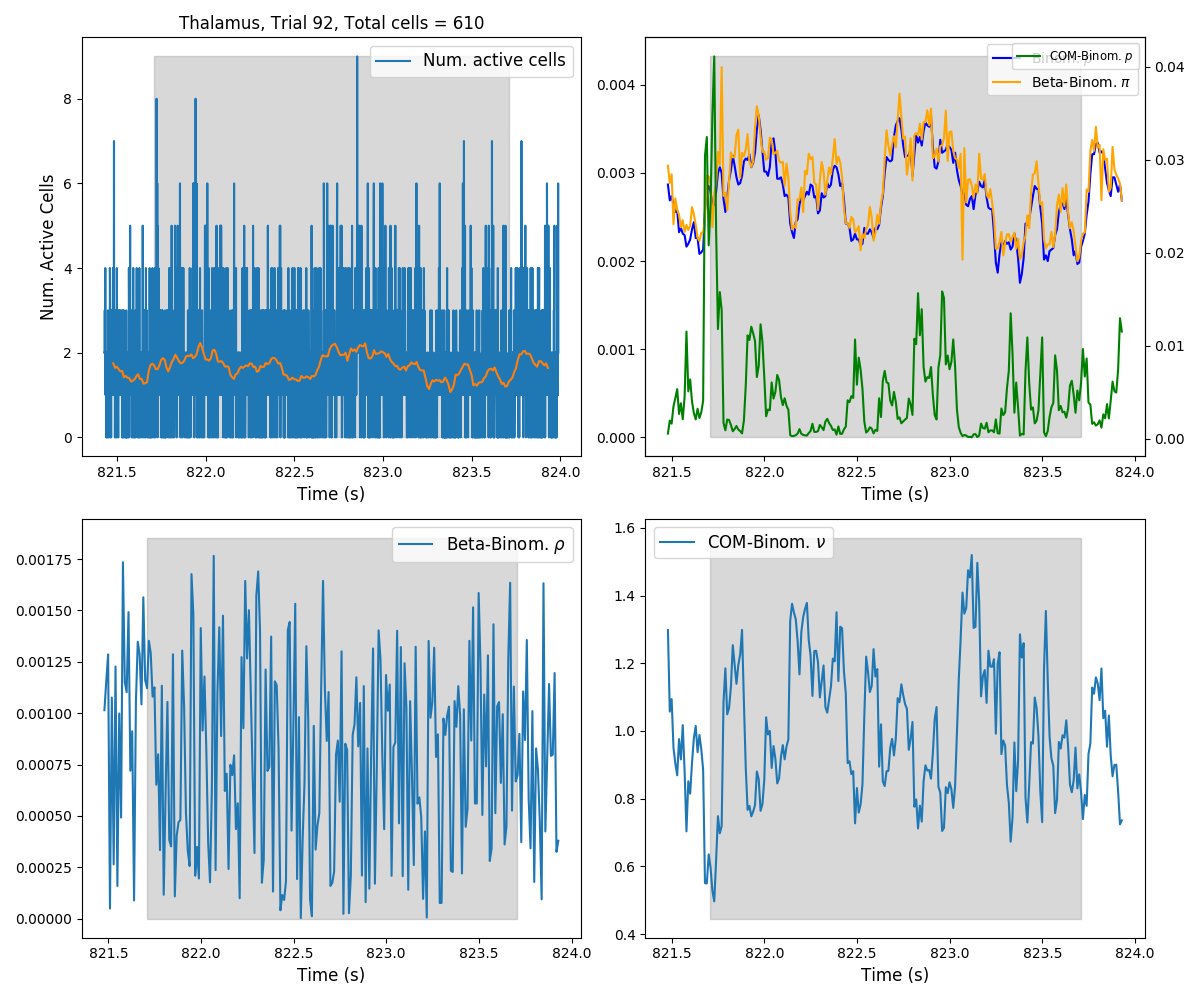 Thalamus, Trial 92, Total cells = 610
Num. active cells
Num. Active Cells
8
6
4
2
0
821.5 822.0 822.5 823.0 823.5 824.0
Time (s)
COM-Binom. p
Beta-Binom. π
0.004
0.003
0.002
0.001
0.000
0.04
0.03
0.02
0.01
0.00
821.5 822.0 822.5 823.0 823.5 824.0
Time (s)
Beta-Binom. ρ
0.00175
0.00150
0.00125
0.00100
0.00075
0.00050
0.00025
0.00000
821.5 822.0 822.5 823.0 823.5 824.0
Time (s)
COM-Binom. ν
1.6
1.4
1.2
1.0
0.8
0.6
0.4
821.5 822.0 822.5 823.0 823.5 824.0
Time (s)